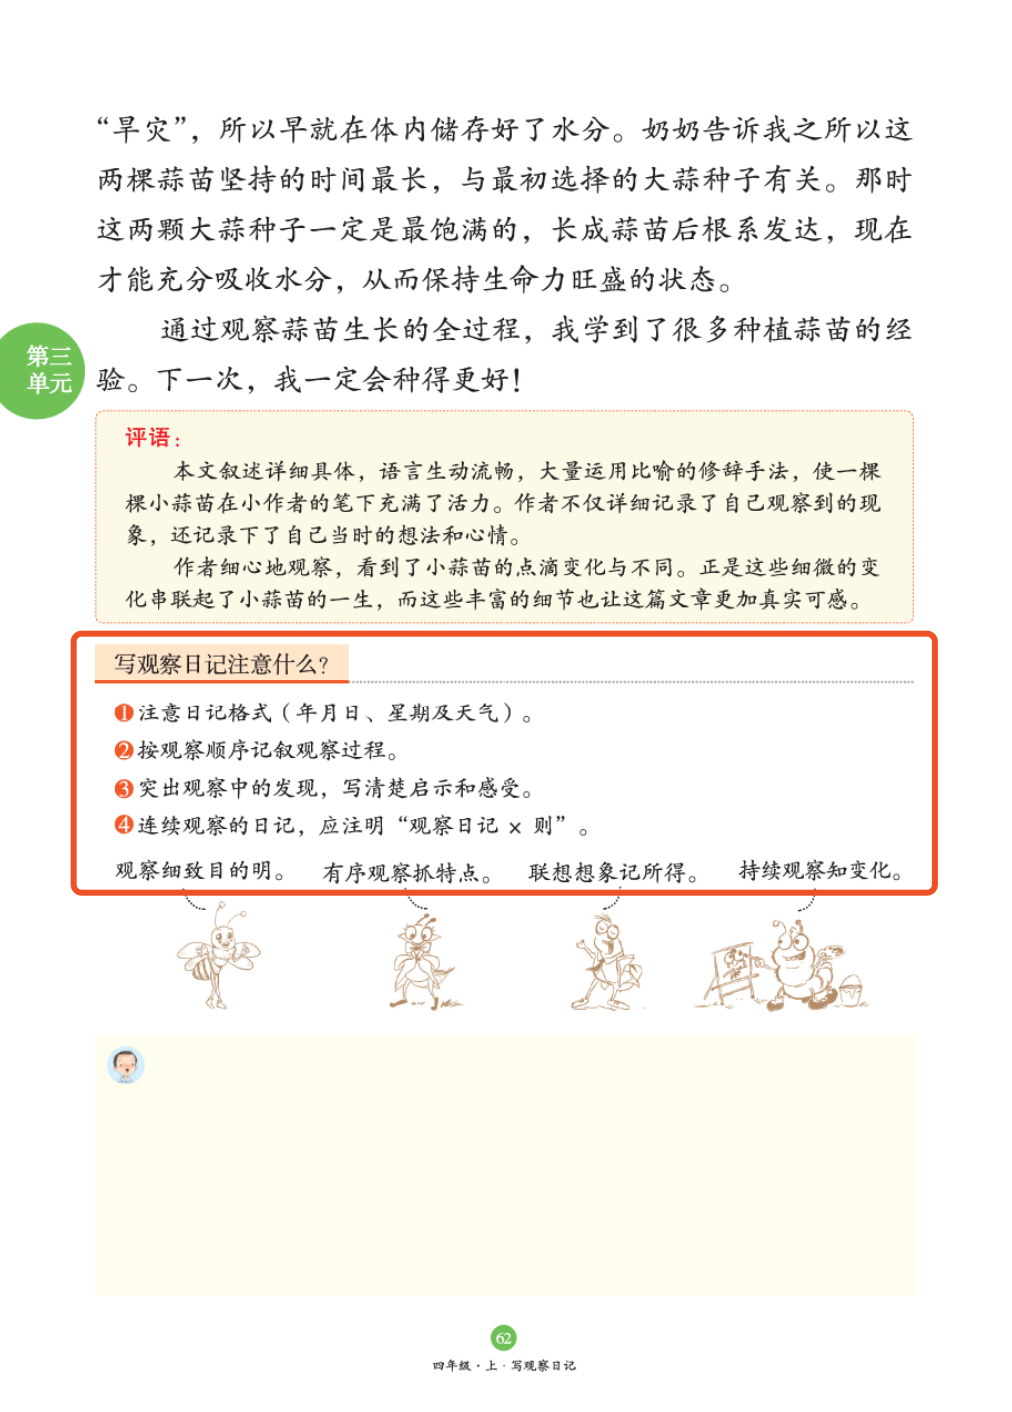 “旱灾”，所以早就在体内储存好了水分。奶奶告诉我之所以这
两棵蒜苗坚持的时间最长，与最初选择的大蒜种子有关。那时
这两颗大蒜种子一定是最饱满的，长成蒜苗后根系发达，现在
才能充分吸收水分，从而保持生命力旺盛的状态。
通过观察蒜苗生长的全过程，我学到了很多种植蒜苗的经
验。下一次，我一定会种得更好！
第三
单元
评语：
本文叙述详细具体，语言生动流畅，大量运用比喻的修辞手法，使一棵
棵小蒜苗在小作者的笔下充满了活力。作者不仅详细记录了自己观察到的现
象，还记录下了自己当时的想法和心情。
作者细心地观察，看到了小蒜苗的点滴变化与不同。正是这些细微的变
化串联起了小蒜苗的一生，而这些丰富的细节也让这篇文章更加真实可感。
写观察日记注意什么？
1 注意日记格式（年月日、星期及天气）。
2 按观察顺序记叙观察过程。
3 突出观察中的发现，写清楚启示和感受。
4 连续观察的日记，应注明“观察日记 × 则”。
观察细致目的明。 有序观察抓特点。 联想想象记所得。 持续观察知变化。
62
四年级·上·写观察日记